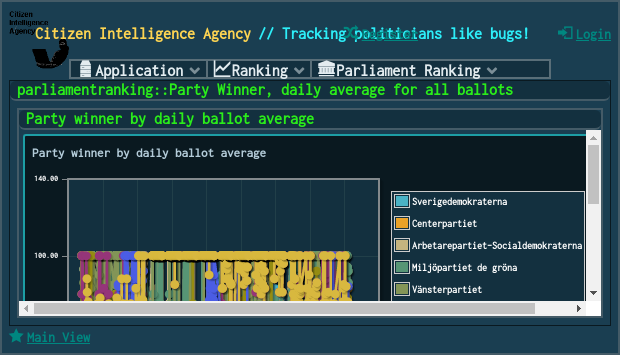 Citizen
Intelligence
Agency
Citizen Intelligence Agency // Tracking politicians like bugs!
Login
Application
Ranking
Parliament Ranking
parliamentranking::Party Winner, daily average for all ballots
Party winner by daily ballot average
Party winner by daily ballot average
140.00
100.00
Sverigedemokraterna
Centerpartiet
Arbetarepartiet-Socialdemokraterna
Miljöpartiet de gröna
Vänsterpartiet
Main View